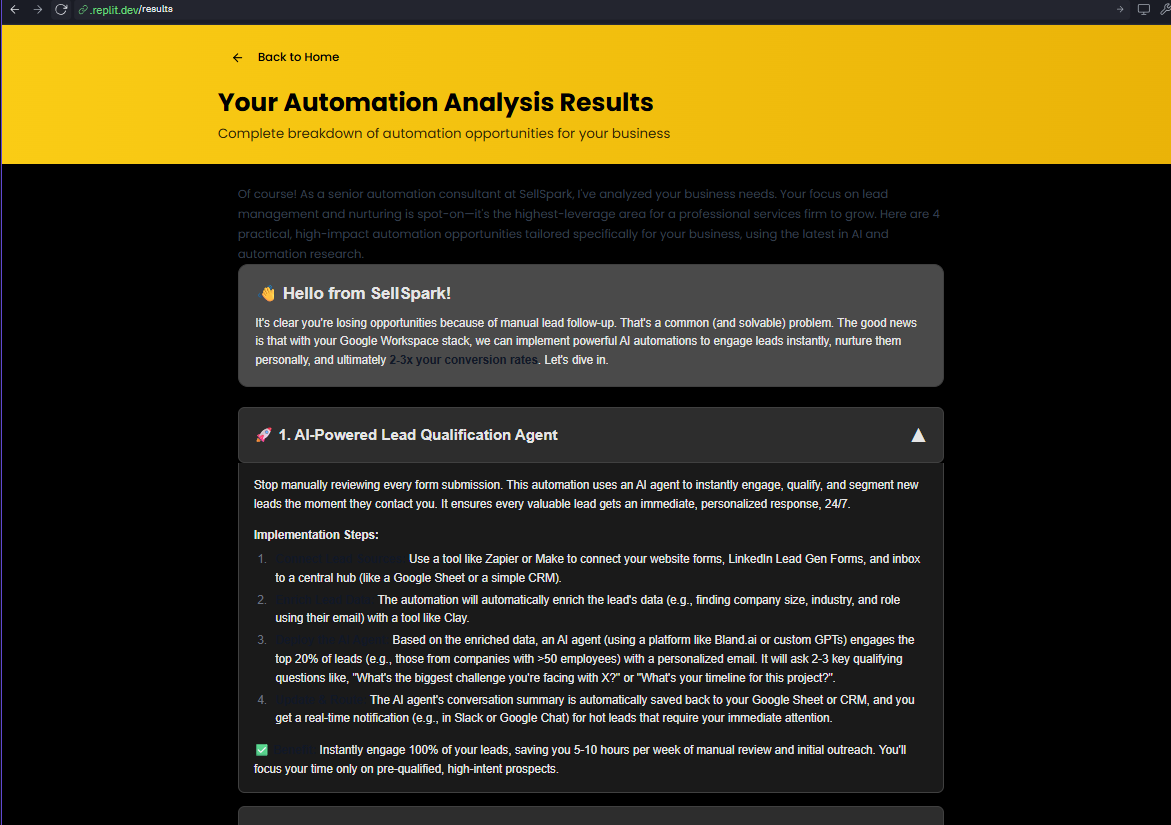 .replit.dev/results
Back to Home
Your Automation Analysis Results
Complete breakdown of automation opportunities for your business
Of course! As a senior automation consultant at SellSpark, I've analyzed your business needs. Your focus on lead
management and nurturing is spot-on—it's the highest-leverage area for a professional services firm to grow. Here are 4
practical, high-impact automation opportunities tailored specifically for your business, using the latest in AI and
automation research.
👋 Hello from SellSpark!
It's clear you're losing opportunities because of manual lead follow-up. That's a common (and solvable) problem. The good news
is that with your Google Workspace stack, we can implement powerful AI automations to engage leads instantly, nurture them
personally, and ultimately 2-3x your conversion rates. Let's dive in.
🚀 1. AI-Powered Lead Qualification Agent ▲
Stop manually reviewing every form submission. This automation uses an AI agent to instantly engage, qualify, and segment new
leads the moment they contact you. It ensures every valuable lead gets an immediate, personalized response, 24/7.
Implementation Steps:
1. Use a tool like Zapier or Make to connect your website forms, LinkedIn Lead Gen Forms, and inbox
to a central hub (like a Google Sheet or a simple CRM).
2. The automation will automatically enrich the lead's data (e.g., finding company size, industry, and role
using their email) with a tool like Clay.
3. Based on the enriched data, an AI agent (using a platform like Bland.ai or custom GPTs) engages the
top 20% of leads (e.g., those from companies with >50 employees) with a personalized email. It will ask 2-3 key qualifying
questions like, "What's the biggest challenge you're facing with X?" or "What's your timeline for this project?".
4. The AI agent's conversation summary is automatically saved back to your Google Sheet or CRM, and you
get a real-time notification (e.g., in Slack or Google Chat) for hot leads that require your immediate attention.
✅ Instantly engage 100% of your leads, saving you 5-10 hours per week of manual review and initial outreach. You'll
focus your time only on pre-qualified, high-intent prospects.